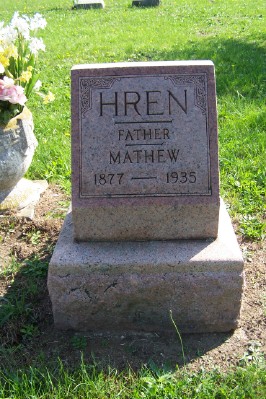 HREN
FATHER
MATHEW
1877 — 1935